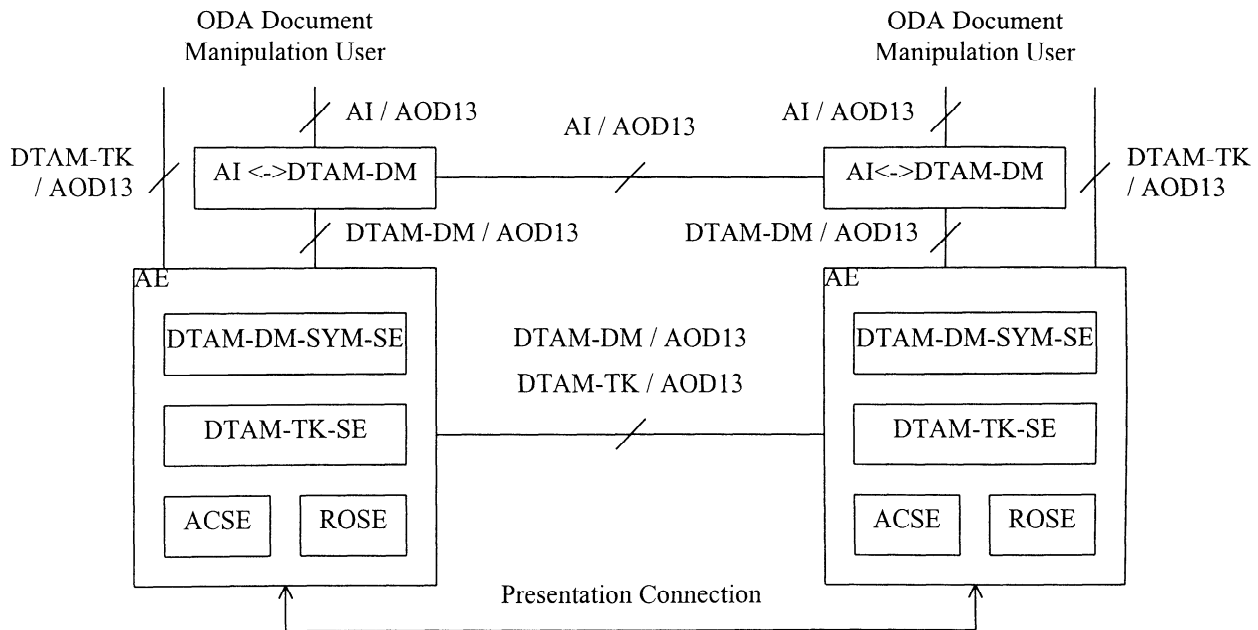 ODA Document
Manipulation User
ODA Document
Manipulation User
AI / AOD13
AI / AOD13
AI / AOD13
DTAM-TK
/ AOD13
AI <->DTAM-DM
AI<->DTAM-DM
DTAM-TK
/ AOD13
DTAM-DM / AOD13
DTAM-DM / AOD13
AE
AE
DTAM-DM-SYM-SE
DTAM-DM / AOD13
DTAM-DM-SYM-SE
DTAM-TK / AOD13
DTAM-TK-SE
DTAM-TK-SE
ACSE
ROSE
ACSE
ROSE
Presentation Connection